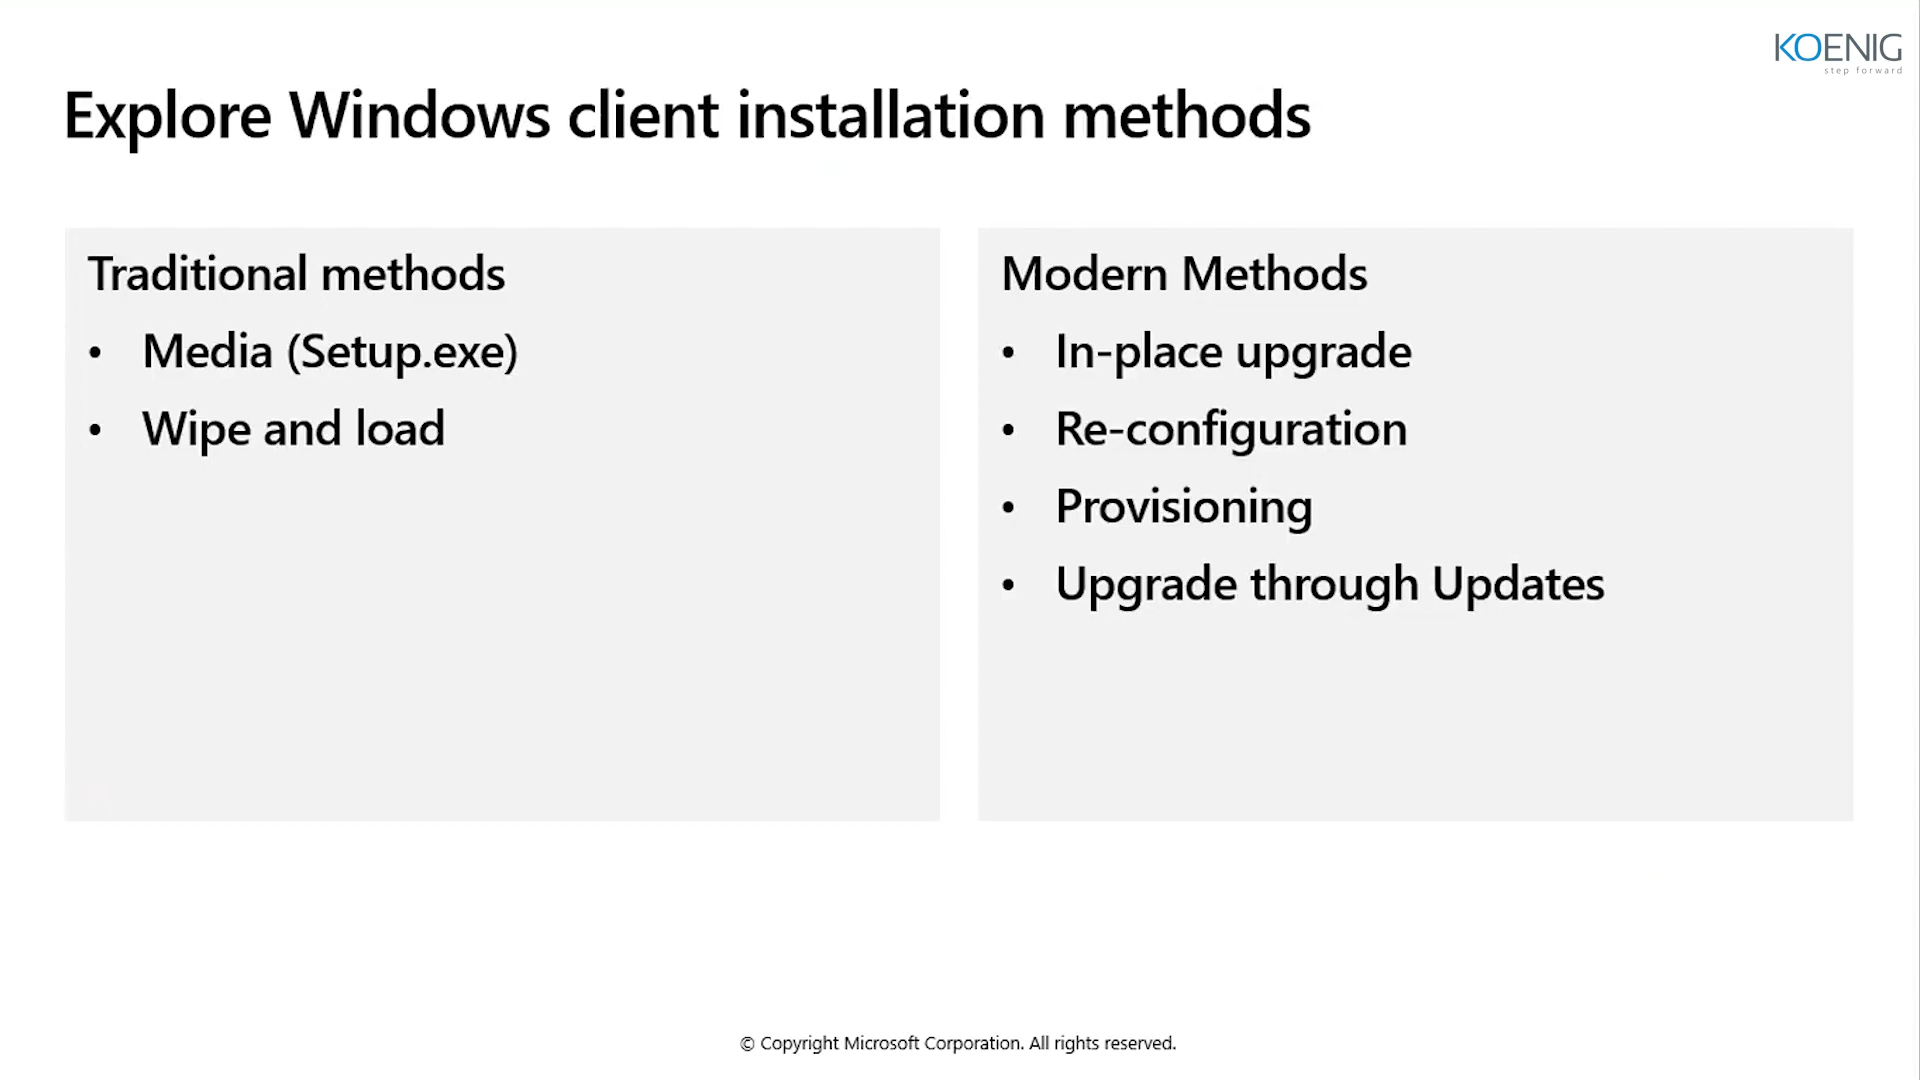 KOENIG
step forward
Explore Windows client installation methods
Traditional methods
• Media (Setup.exe)
• Wipe and load
Modern Methods
• In-place upgrade
• Re-configuration
• Provisioning
• Upgrade through Updates
© Copyright Microsoft Corporation. All rights reserved.